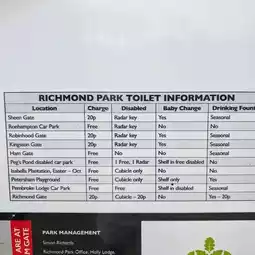 RICHMOND PARK TOILET INFORMATION
Location Charge Disabled Baby Change Drinking Fount
Sheen Gate 20p Radar key Yes Seasonal
Roehampton Car Park Free Radar key No No
Robinhood Gate 20p Radar key Yes Seasonal
Kingston Gate 20p Radar key Yes Seasonal
Ham Gate Free No No Seasonal
Peg's Pond disabled car park Free 1 Free, 1 Radar Shelf in free disabled No
Isabella Plantation, Easter – Oct Free Cubicle only No No
Petersham Playground Free Cubicle only Shelf only Yes
Pembroke Lodge Car Park Free Free Shelf in disabled Seasonal
Richmond Gate 20p Cubicle – 20p No Yes – 20p
ARE AT
M GATE
PARK MANAGEMENT
Simon Richards
Richmond Park Office, Holly Lodge